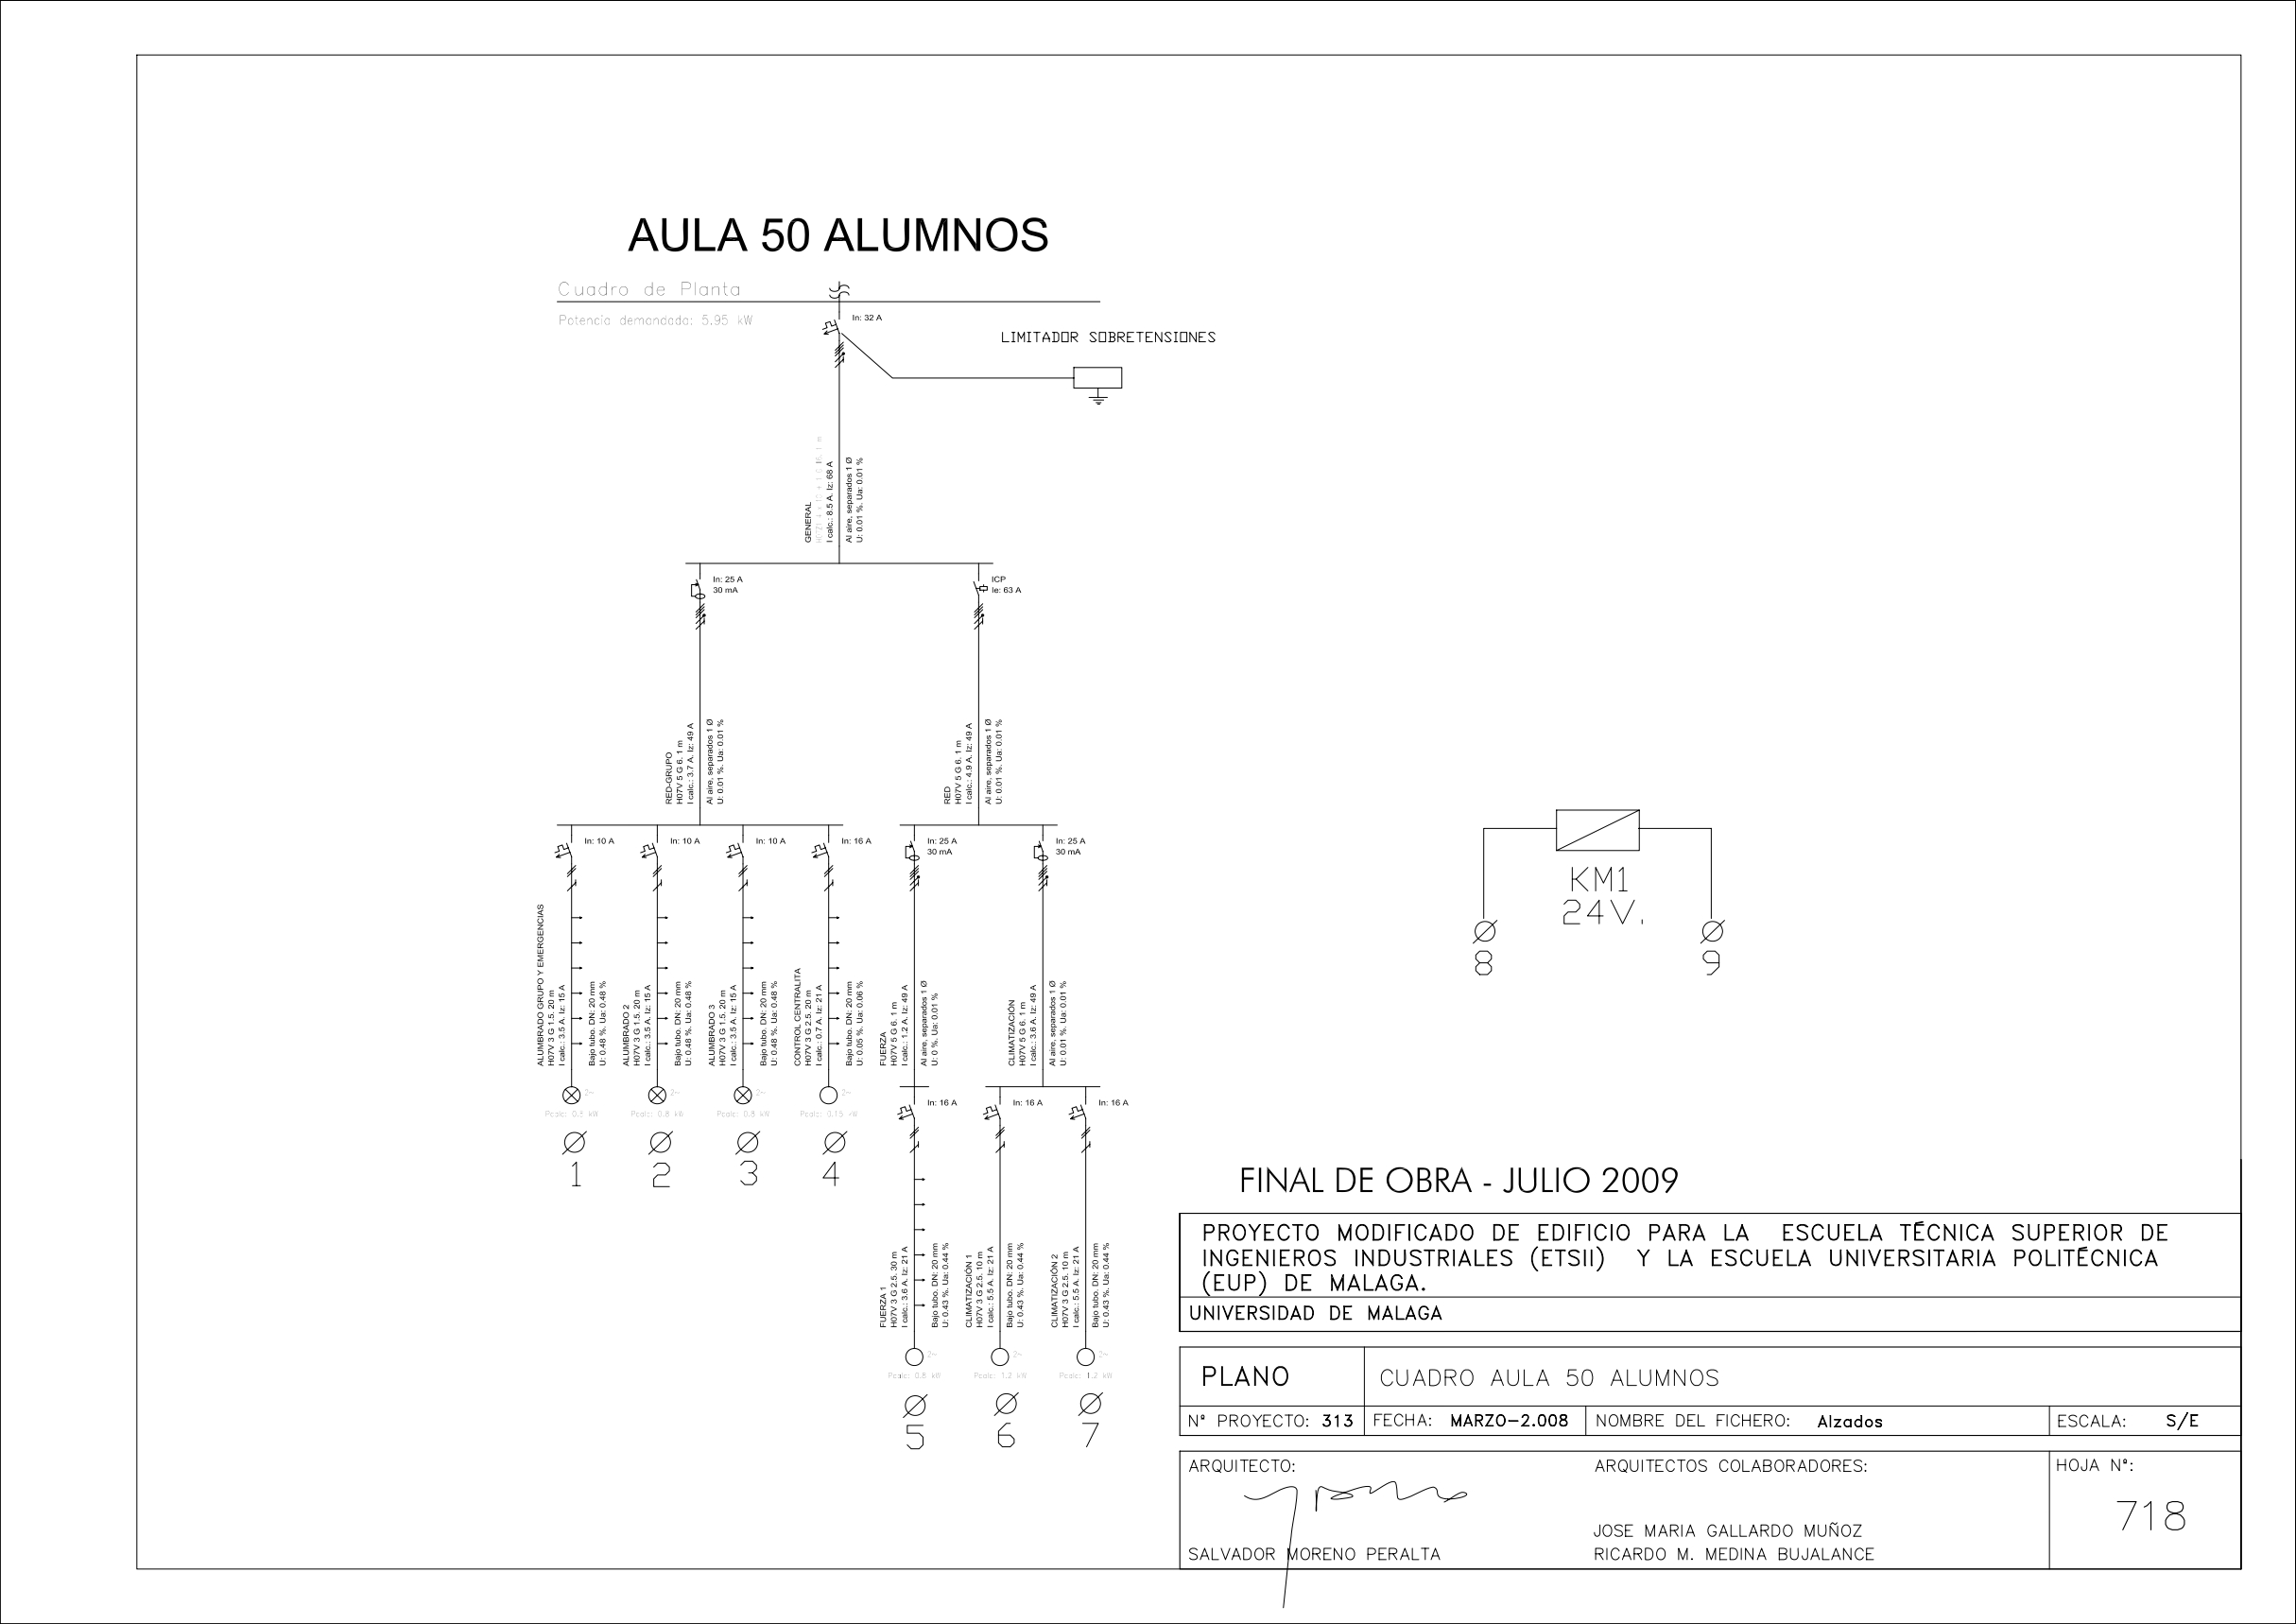 AULA 50 ALUMNOS
Cuadro de Planta
Potencia demandada: 5.95 kW
In: 32 A
LIMITADOR SOBRETENSIONES
GENERAL
I calc.: 8.5 A. Iz: 68 A
Al aire, separados 1 Ø
U: 0.01 %. Ua: 0.01 %
In: 25 A
30 mA
ICP
Ie: 63 A
RED-GRUPO
H07V 5 G 6. 1 m
I calc.: 3.7 A. Iz: 49 A
Al aire, separados 1 Ø
U: 0.01 %. Ua: 0.01 %
RED
H07V 5 G 6. 1 m
I calc.: 4.9 A. Iz: 49 A
Al aire, separados 1 Ø
U: 0.01 %. Ua: 0.01 %
In: 10 A
In: 10 A
In: 10 A
In: 16 A
In: 25 A
30 mA
In: 25 A
30 mA
ALUMBRADO GRUPO Y EMERGENCIAS
H07V 3 G 1.5. 20 m
I calc.: 3.5 A. Iz: 15 A
Bajo tubo. DN: 20 mm
U: 0.48 %. Ua: 0.48 %
ALUMBRADO 2
H07V 3 G 1.5. 20 m
I calc.: 3.5 A. Iz: 15 A
Bajo tubo. DN: 20 mm
U: 0.48 %. Ua: 0.48 %
ALUMBRADO 3
H07V 3 G 1.5. 20 m
I calc.: 3.5 A. Iz: 15 A
Bajo tubo. DN: 20 mm
U: 0.48 %. Ua: 0.48 %
CONTROL CENTRALITA
H07V 3 G 2.5. 20 m
I calc.: 0.7 A. Iz: 21 A
Bajo tubo. DN: 20 mm
U: 0.05 %. Ua: 0.06 %
FUERZA
H07V 5 G 6. 1 m
I calc.: 1.2 A. Iz: 49 A
Al aire, separados 1 Ø
U: 0 %. Ua: 0.01 %
CLIMATIZACIÓN
H07V 5 G 6. 1 m
I calc.: 3.6 A. Iz: 49 A
Al aire, separados 1 Ø
U: 0.01 %. Ua: 0.01 %
2~
2~
2~
2~
Pcalc: 0.8 kW
Pcalc: 0.8 kW
Pcalc: 0.15 kW
1
2
3
4
In: 16 A
In: 16 A
In: 16 A
FUERZA 1
H07V 3 G 2.5. 30 m
I calc.: 3.6 A. Iz: 21 A
Bajo tubo. DN: 20 mm
U: 0.43 %. Ua: 0.44 %
CLIMATIZACIÓN 1
H07V 3 G 2.5. 10 m
I calc.: 5.5 A. Iz: 21 A
Bajo tubo. DN: 20 mm
U: 0.43 %. Ua: 0.44 %
CLIMATIZACIÓN 2
H07V 3 G 2.5. 10 m
I calc.: 5.5 A. Iz: 21 A
Bajo tubo. DN: 20 mm
U: 0.43 %. Ua: 0.44 %
2~
2~
2~
Pcalc: 0.8 kW
Pcalc: 1.2 kW
Pcalc: 1.2 kW
5
6
7
KM1
24V.
8
9
FINAL DE OBRA - JULIO 2009
PROYECTO MODIFICADO DE EDIFICIO PARA LA ESCUELA TÉCNICA SUPERIOR DE
INGENIEROS INDUSTRIALES (ETSII) Y LA ESCUELA UNIVERSITARIA POLITÉCNICA
(EUP) DE MALAGA.
UNIVERSIDAD DE MALAGA
PLANO
CUADRO AULA 50 ALUMNOS
Nª PROYECTO: 313
FECHA: MARZO-2.008
NOMBRE DEL FICHERO: Alzados
ESCALA: S/E
ARQUITECTO:
ARQUITECTOS COLABORADORES:
HOJA Nª:
718
JOSE MARIA GALLARDO MUÑOZ
SALVADOR MORENO PERALTA
RICARDO M. MEDINA BUJALANCE